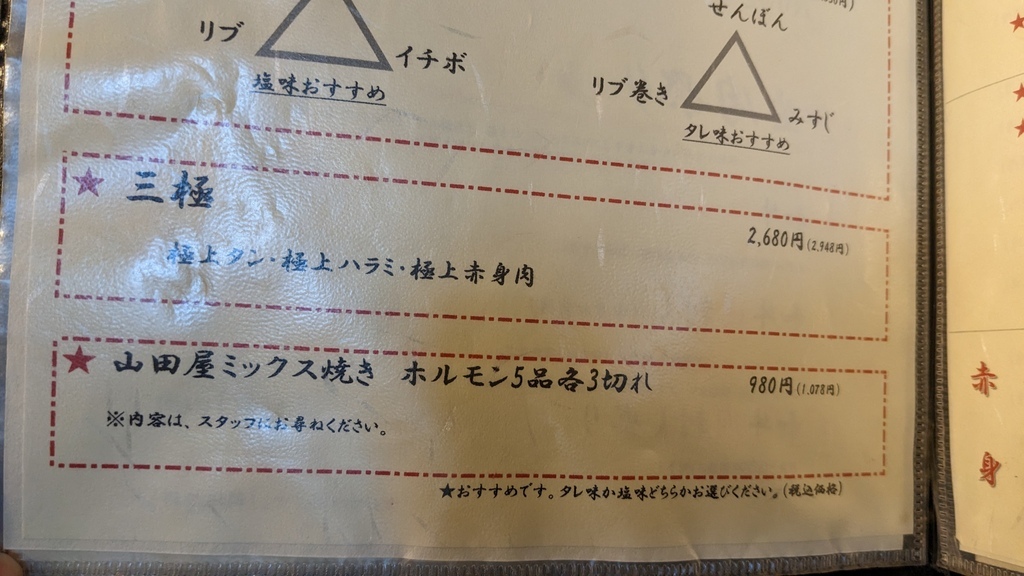 せんぼん
リブ
イチボ
塩味おすすめ
リブ巻き
みすじ
タレ味おすすめ
★三極
2,680円(2,948円)
極上タン・極上ハラミ・極上赤身肉
★山田屋ミックス焼き ホルモン5品各3切れ 980円(1,078円)
※内容は、スタッフにお尋ねください。
★おすすめです。タレ味か塩味どちらかお選びください。(税込価格)
赤
身